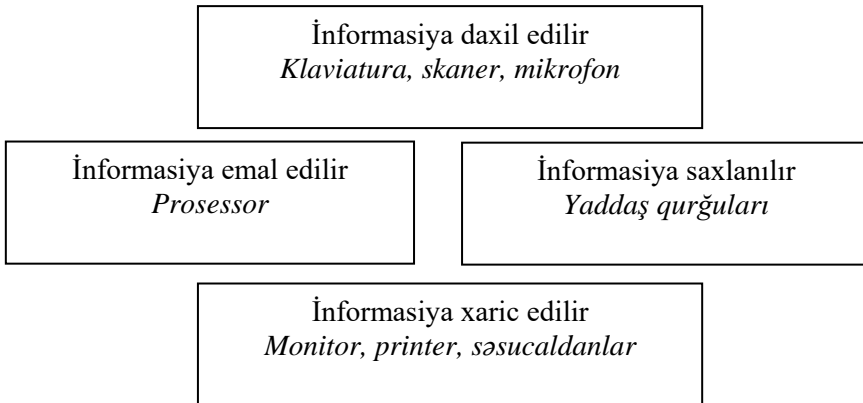 İnformasiya daxil edilir
Klaviatura, skaner, mikrofon
İnformasiya emal edilir
Prosessor
İnformasiya saxlanılır
Yaddaş qurğuları
İnformasiya xaric edilir
Monitor, printer, səsucaldanlar